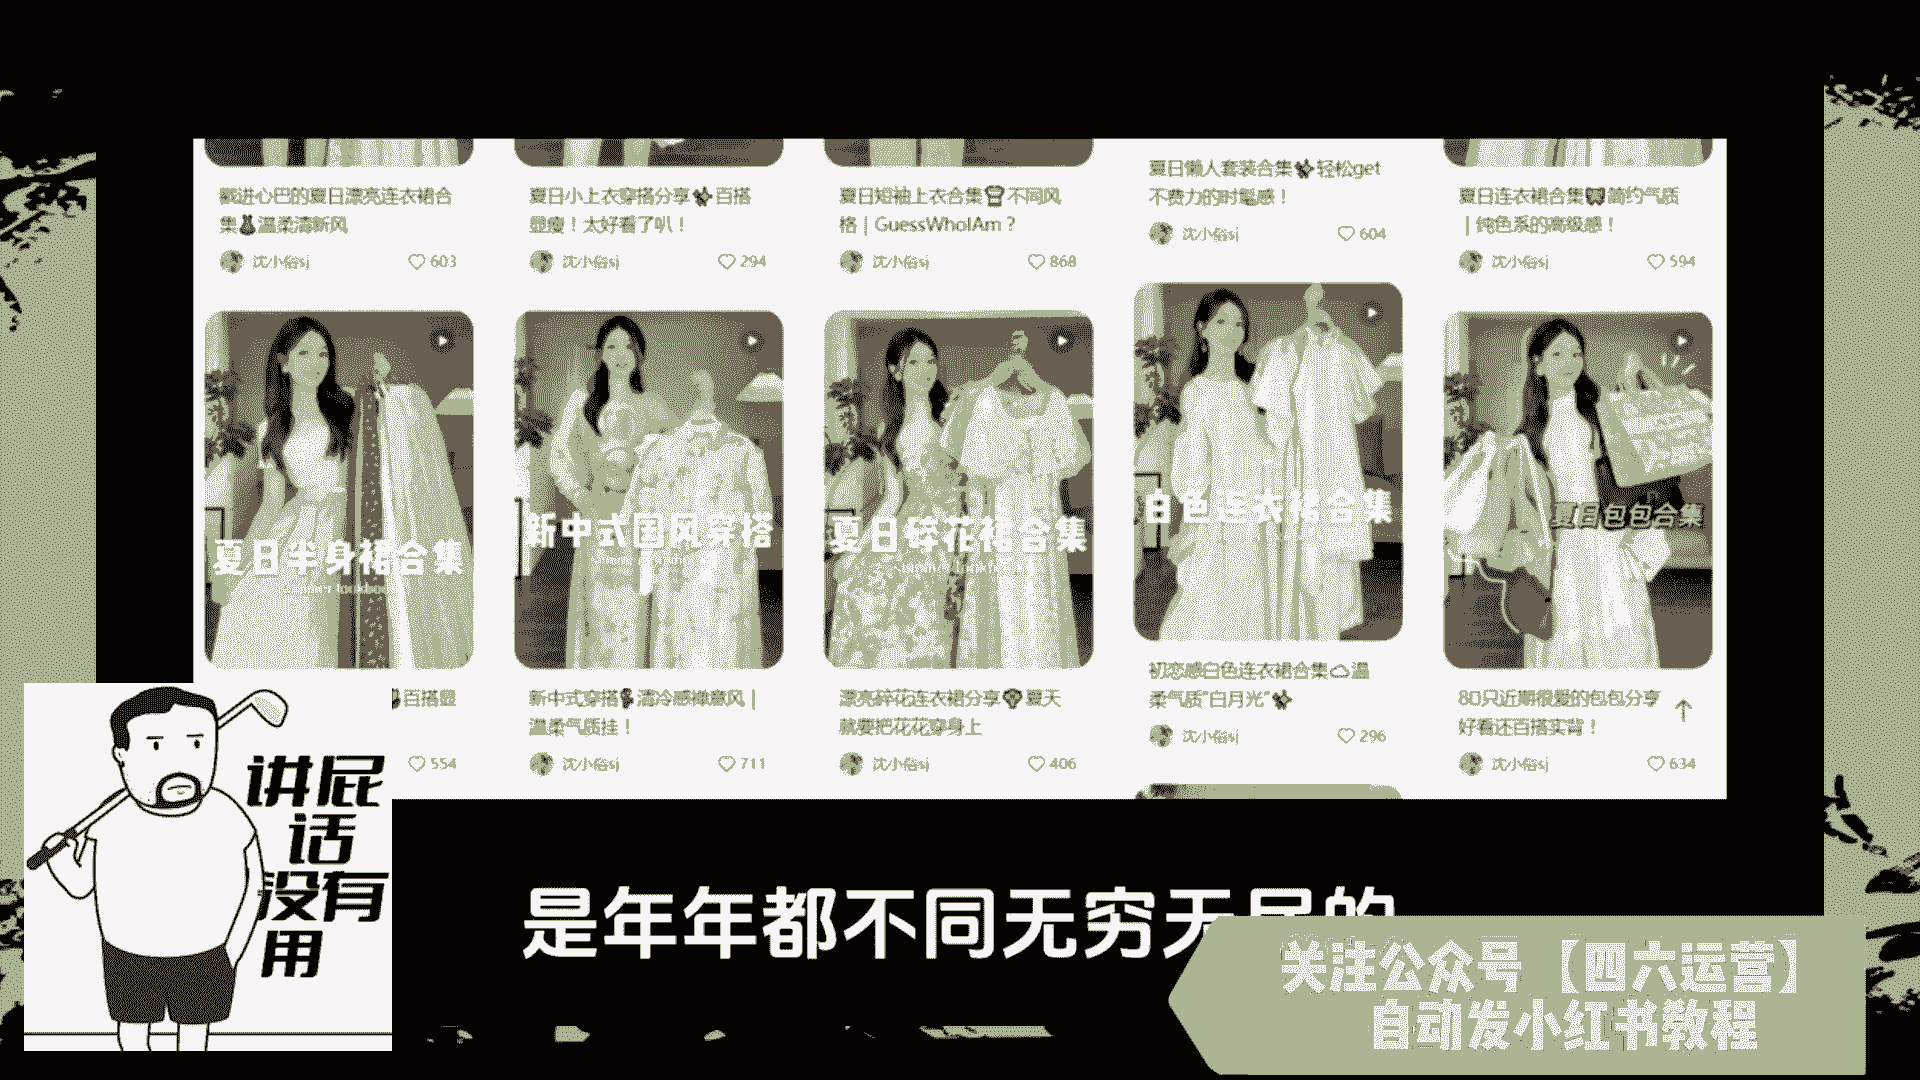 戳进心巴的夏日漂亮连衣裙合
集👗温柔清新风
沈小俗sj
603
夏日小上衣穿搭分享✨百搭
显瘦！太好看了叭！
沈小俗sj
294
夏日短袖上衣合集👚不同风
格｜GuessWhoIAm？
沈小俗sj
868
夏日懒人套装合集✨轻松get
不费力的时髦感！
沈小俗sj
604
夏日连衣裙合集简约气质
｜纯色系的高级感！
沈小俗sj
594
夏日半身裙合集
新中式国风穿搭
夏日碎花裙合集
白色连衣裙合集
夏日包包合集
百搭显
554
新中式穿搭清冷感禅意风｜
温柔气质挂！
沈小俗sj
711
漂亮碎花连衣裙分享夏天
就要把花花穿身上
沈小俗sj
406
初恋感白色连衣裙合集☁温
柔气质"白月光"✨
沈小俗sj
296
80只近期很爱的包包分享
好看还百搭实背！
沈小俗sj
634
讲屁
话
没有
用
是年年都不同无穷无尽的
关注公众号【四六运营】
自动发小红书教程